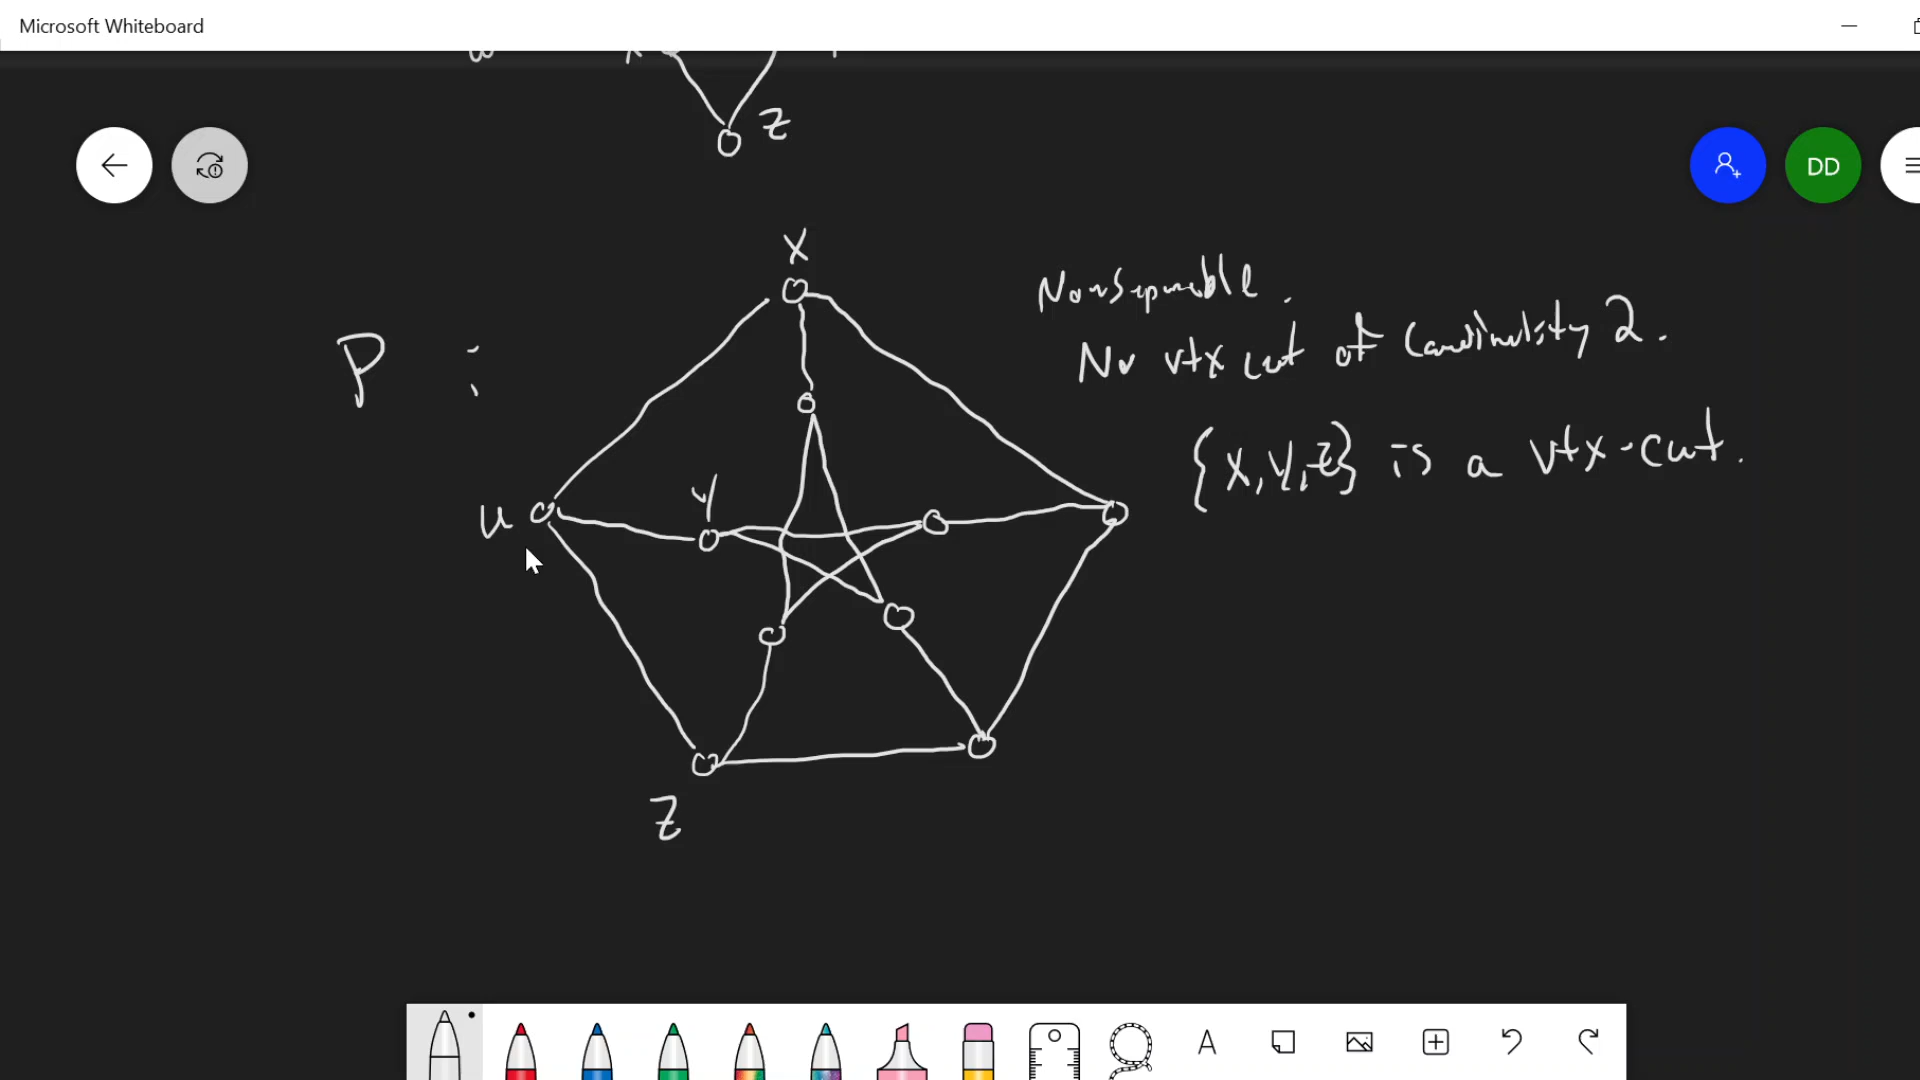 Microsoft Whiteboard
Z
DD
X
Nonseparable.
No vtx cut of Cardinality 2.
P :
{X, Y, Z} is a vtx-cut.
Y
u
Z
A